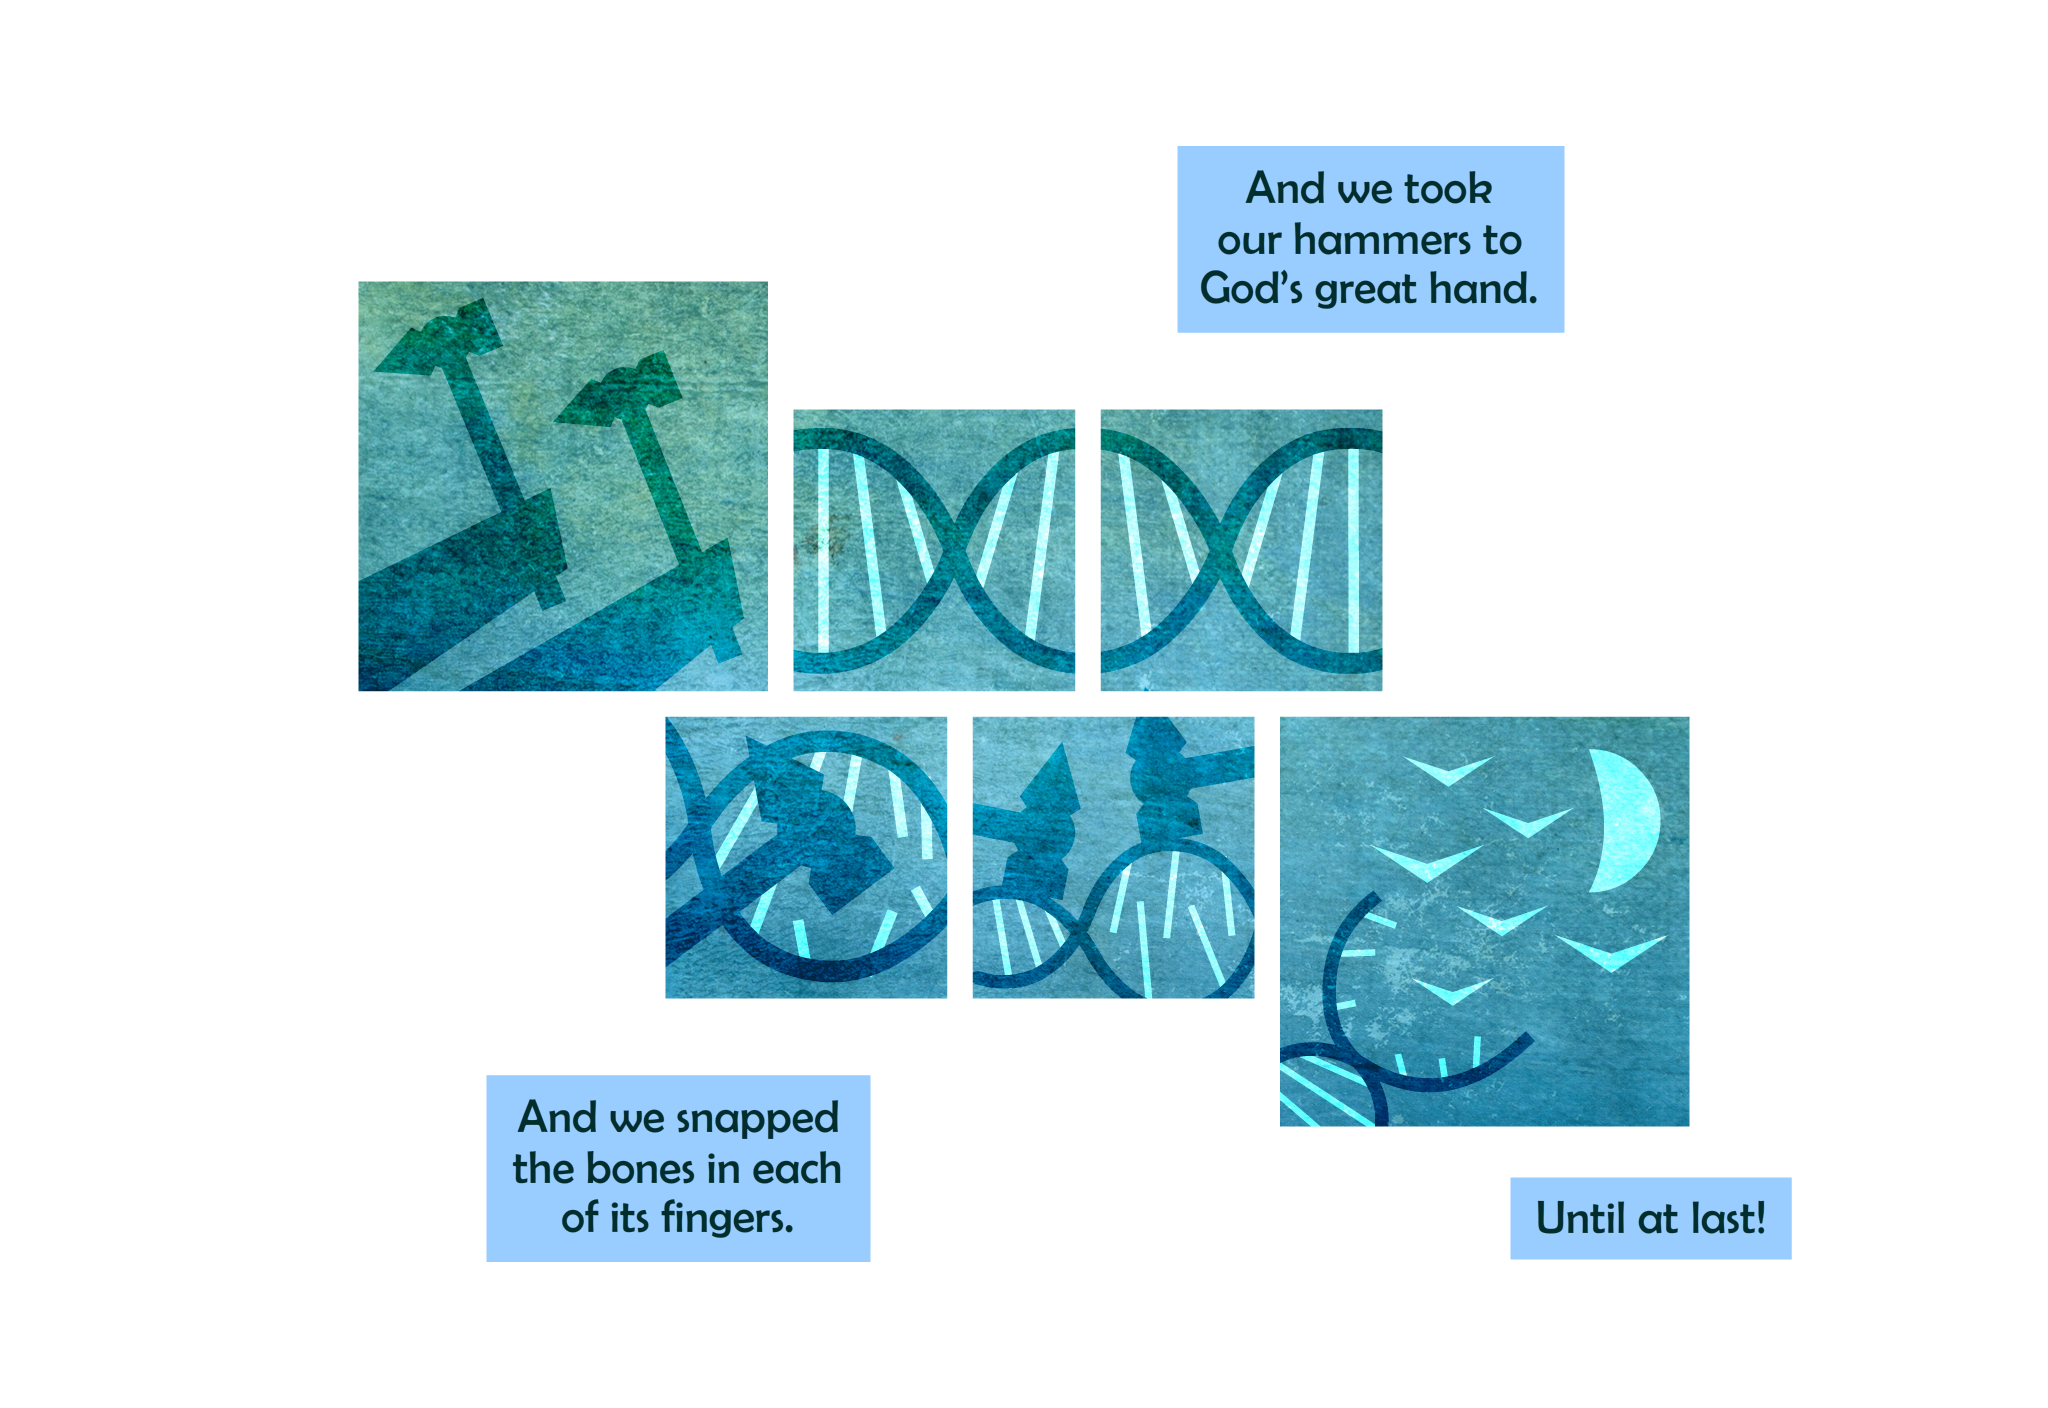 And we took
our hammers to
God’s great hand.
And we snapped
the bones in each
of its fingers.
Until at last!